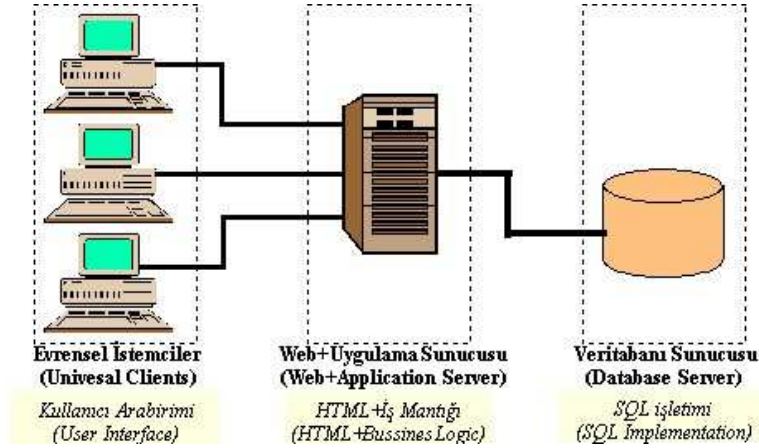 Evrensel İstemciler
(Univesal Clients)
Kullanıcı Arabirimi
(User Interface)
Web+Uygulama Sunucusu
(Web+Application Server)
HTML+İş Mantığı
(HTML+Bussines Logic)
Veritabanı Sunucusu
(Database Server)
SQL işletimi
(SQL Implementation)